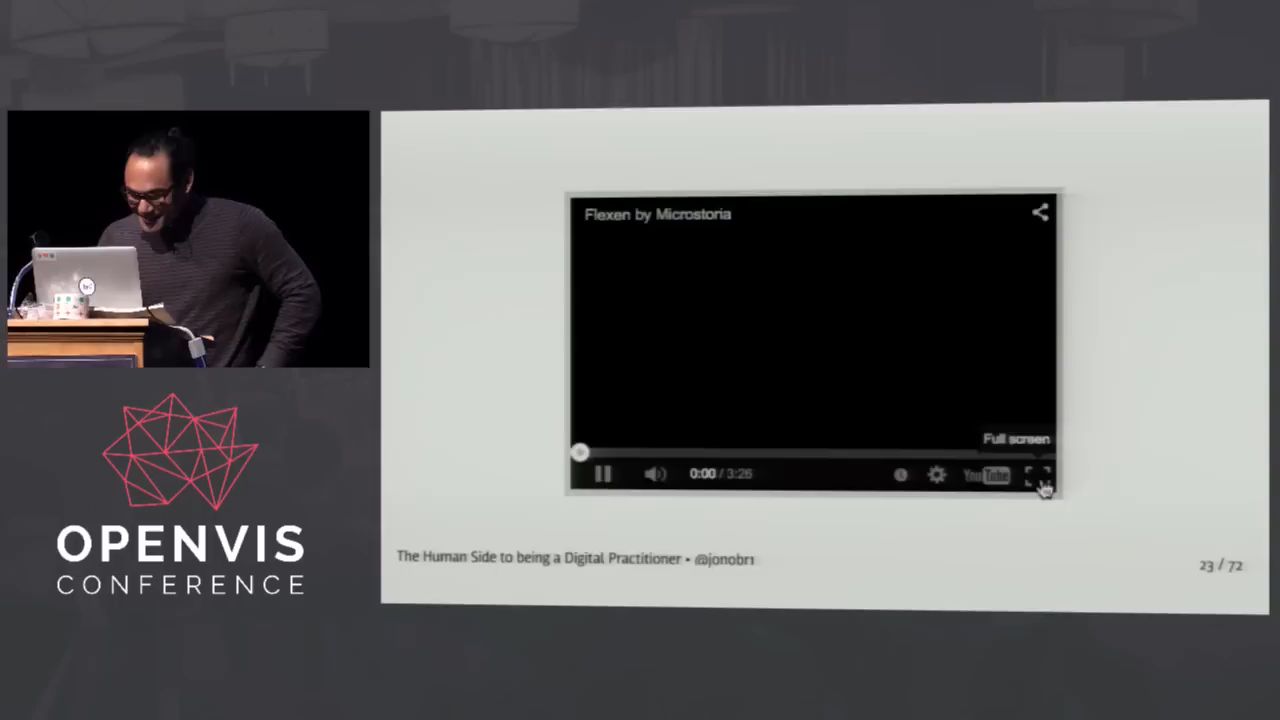 Flexen by Microstoria
Full screen
0:00 / 3:26
YouTube
The Human Side to being a Digital Practitioner • @jonobr1
23 / 72
OPENVIS
CONFERENCE